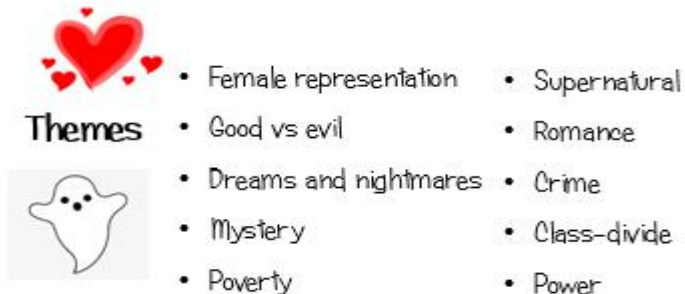 Themes
• Female representation
• Good vs evil
• Dreams and nightmares
• Mystery
• Poverty
• Supernatural
• Romance
• Crime
• Class-divide
• Power